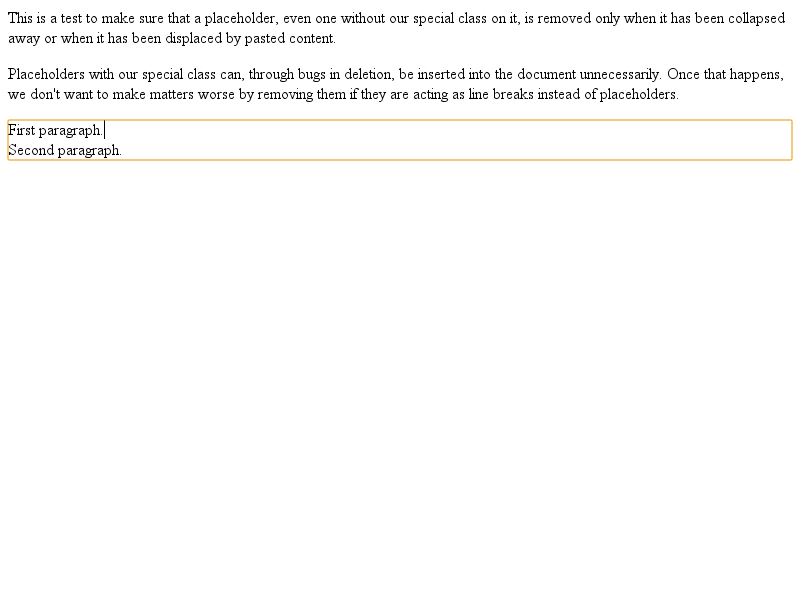 This is a test to make sure that a placeholder, even one without our special class on it, is removed only when it has been collapsed
away or when it has been displaced by pasted content.
Placeholders with our special class can, through bugs in deletion, be inserted into the document unnecessarily. Once that happens,
we don't want to make matters worse by removing them if they are acting as line breaks instead of placeholders.
First paragraph.
Second paragraph.